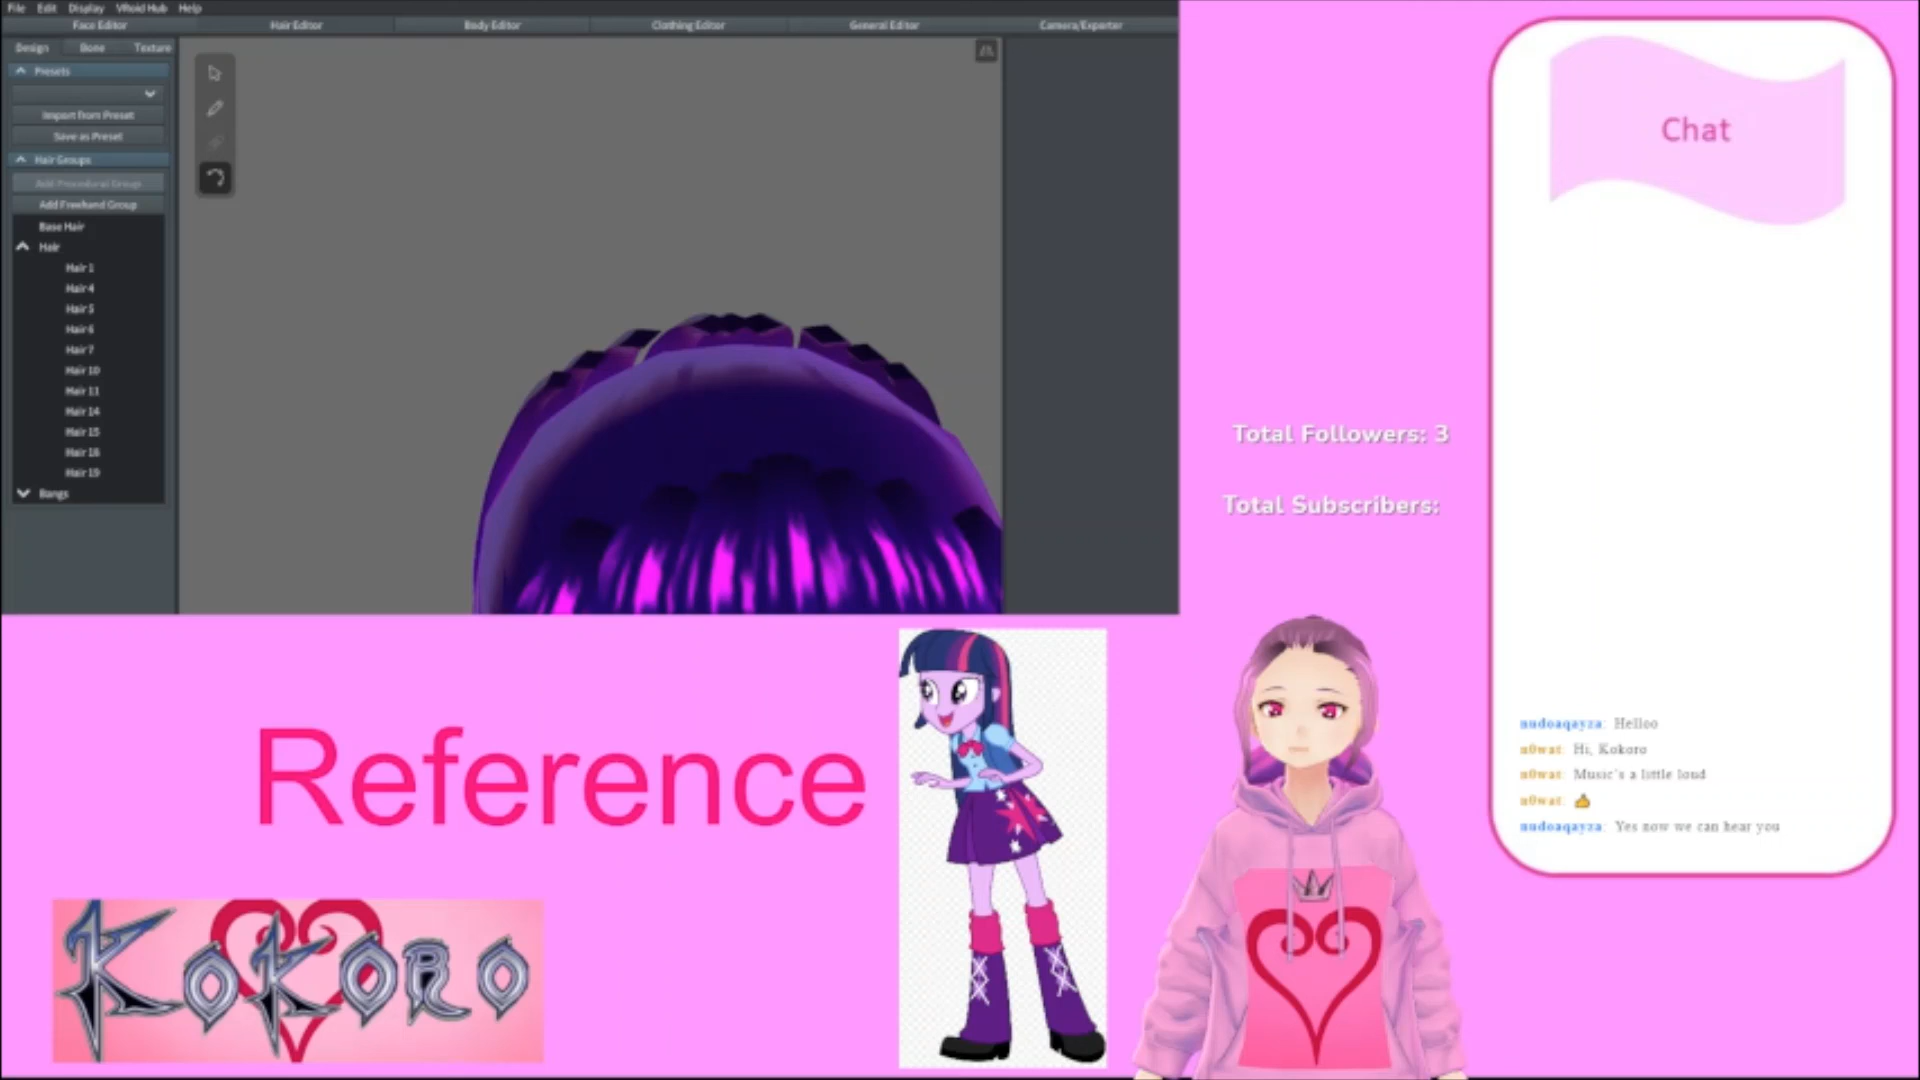 File Edit Display VRoid Hub Help
Face Editor Hair Editor Body Editor Clothing Editor General Editor Camera/Exporter
Design Bone Texture
Presets
Import from Preset
Save as Preset
Hair Groups
Add Procedural Group
Add Freehand Group
Base Hair
Hair
Hair 1
Hair 4
Hair 5
Hair 6
Hair 7
Hair 10
Hair 11
Hair 14
Hair 15
Hair 18
Hair 19
Bangs
Total Followers: 3
Total Subscribers:
Chat
nudoaqayza: Helloo
n0wat: Hi, Kokoro
n0wat: Music's a little loud
n0wat: 👍
nudoaqayza: Yes now we can hear you
Reference
KOKORO